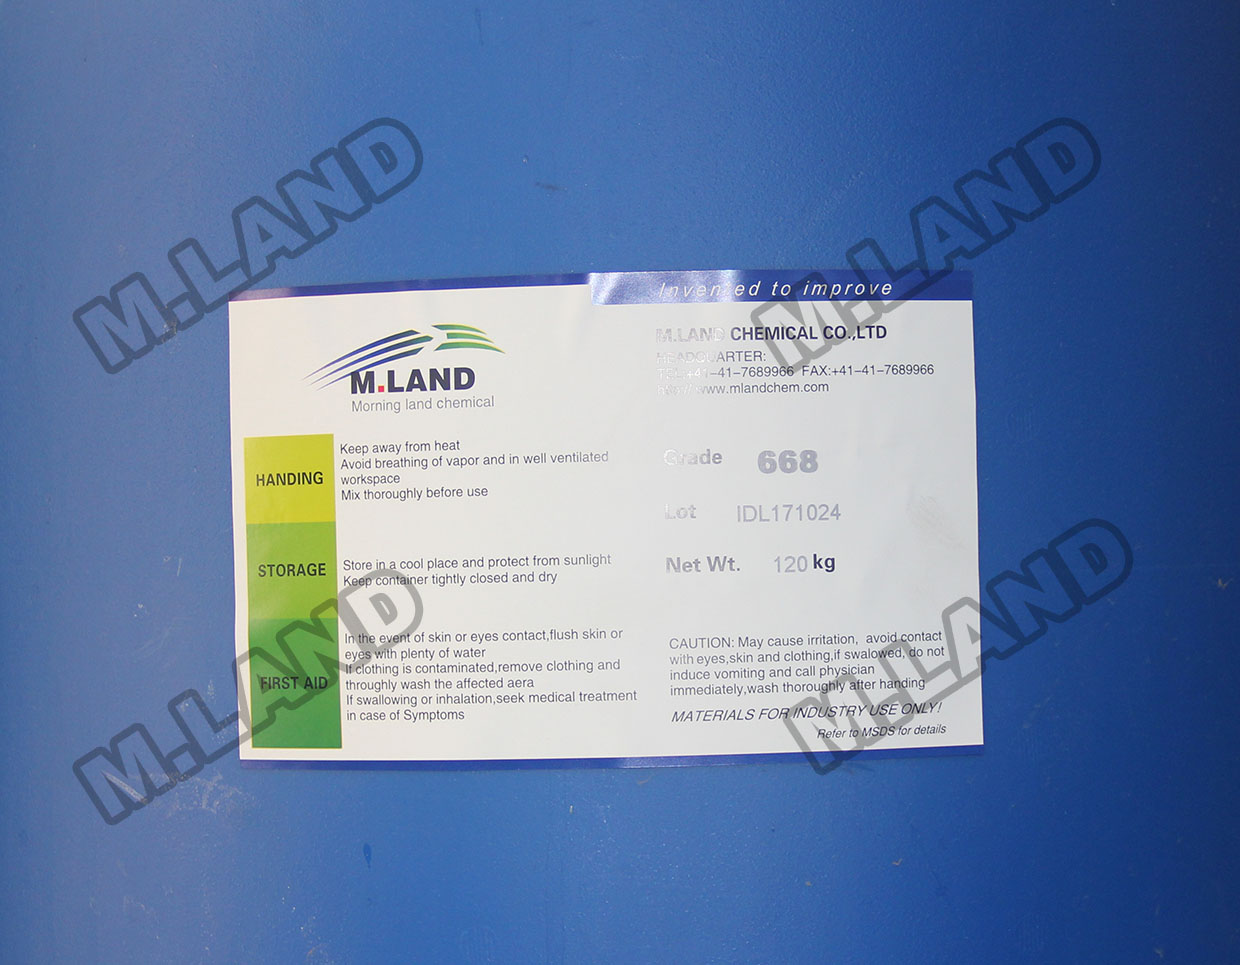 Invented to improve
M.LAND
Morning land chemical
M.LAND CHEMICAL CO.,LTD
HEADQUARTER:
TEL:+41-41-7689966 FAX:+41-41-7689966
http://www.mlandchem.com
HANDING
Keep away from heat
Avoid breathing of vapor and in well ventilated
workspace
Mix thoroughly before use
STORAGE
Store in a cool place and protect from sunlight
Keep container tightly closed and dry
FIRST AID
In the event of skin or eyes contact,flush skin or
eyes with plenty of water
If clothing is contaminated,remove clothing and
throughly wash the affected aera
If swallowing or inhalation,seek medical treatment
in case of Symptoms
Grade 668
Lot IDL171024
Net Wt. 120 kg
CAUTION: May cause irritation, avoid contact
with eyes,skin and clothing,if swalowed, do not
induce vomiting and call physician
immediately,wash thoroughly after handing
MATERIALS FOR INDUSTRY USE ONLY!
Refer to MSDS for details
M.LAND
M.LAND
M.LAND
M.LAND